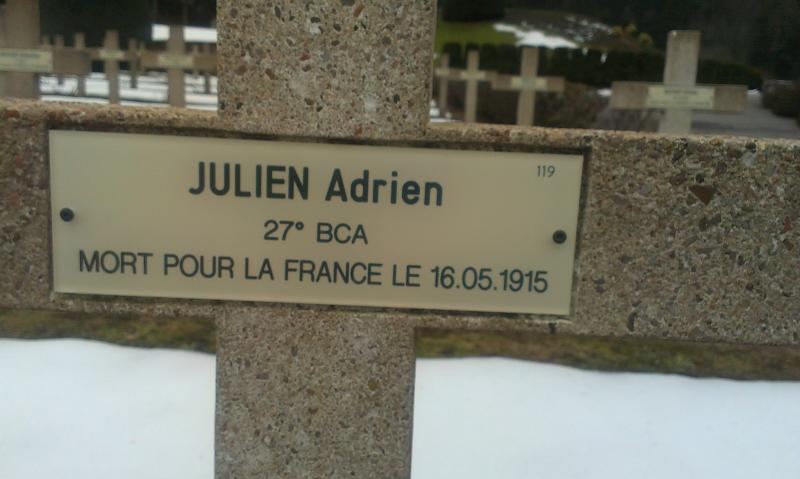 119
JULIEN Adrien
27° BCA
MORT POUR LA FRANCE LE 16.05.1915